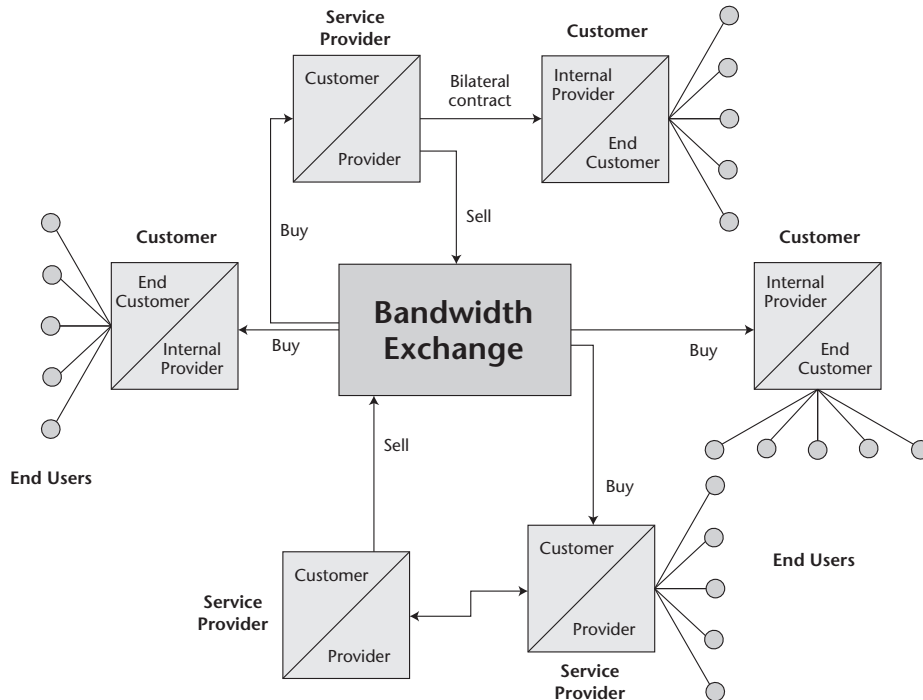 Service
Provider
Customer
Provider
Bilateral
contract
Customer
Internal
Provider
End
Customer
Buy
Sell
Customer
End
Customer
Internal
Provider
Buy
Bandwidth
Exchange
Customer
Internal
Provider
End
Customer
Buy
End Users
Sell
Buy
Service
Provider
Customer
Provider
Customer
Provider
Service
Provider
End Users